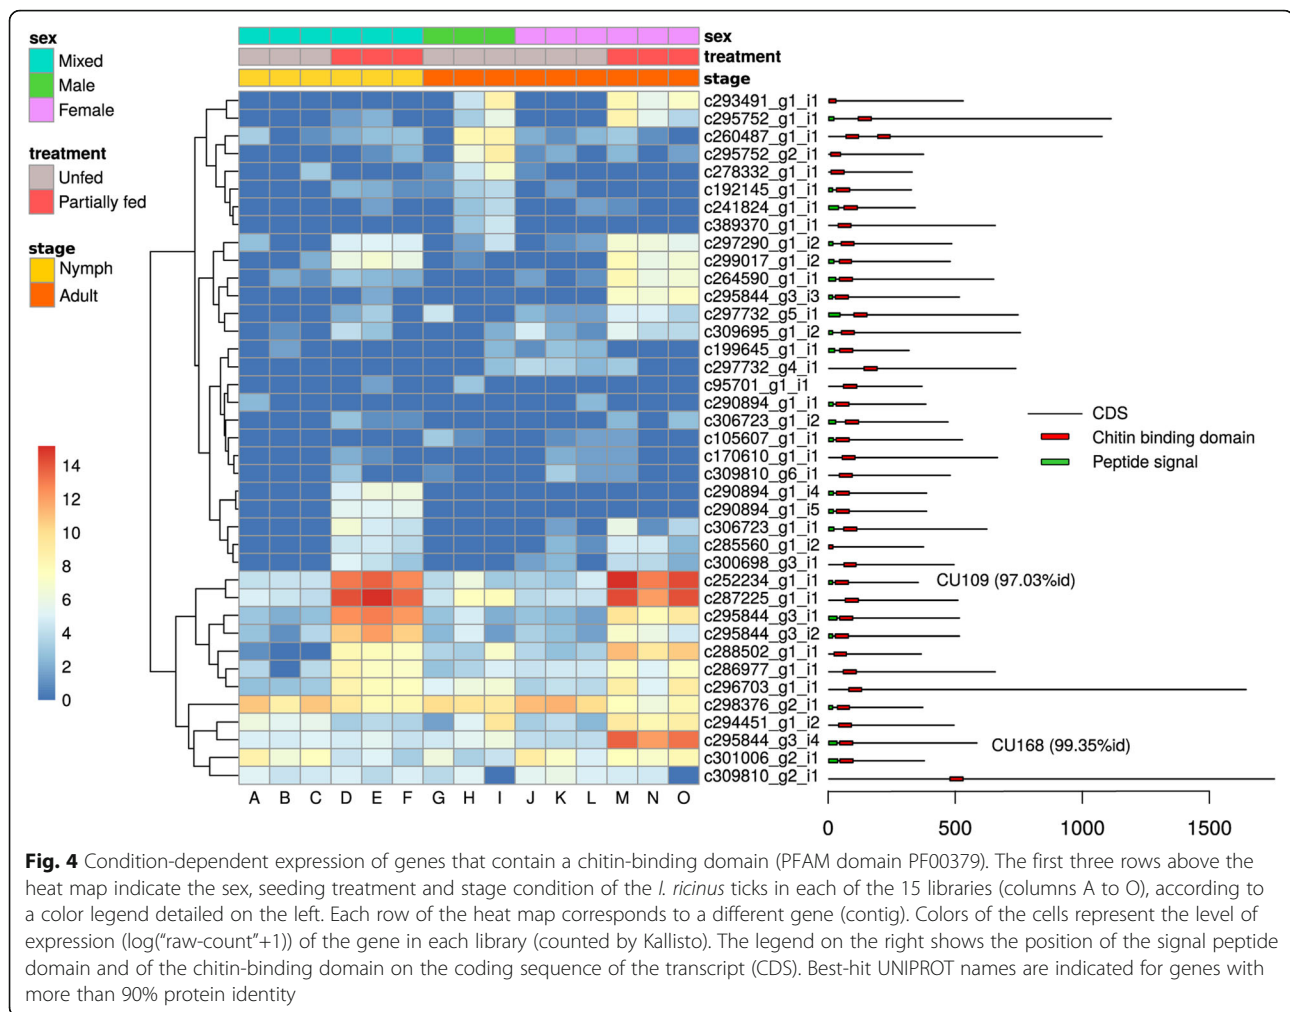 sex
Mixed
Male
Female
treatment
Unfed
Partially fed
stage
Nymph
Adult
14
12
10
8
6
4
2
0
sex
treatment
stage
c293491_g1_i1
c295752_g1_i1
c260487_g1_i1
c295752_g2_i1
c278332_g1_i1
c192145_g1_i1
c241824_g1_i1
c389370_g1_i1
c297290_g1_i2
c299017_g1_i2
c264590_g1_i1
c295844_g3_i3
c297732_g5_i1
c309695_g1_i2
c199645_g1_i1
c297732_g4_i1
c95701_g1_i1
c290894_g1_i1
c306723_g1_i2
c105607_g1_i1
c170610_g1_i1
c309810_g6_i1
c290894_g1_i4
c290894_g1_i5
c306723_g1_i1
c285560_g1_i2
c300698_g3_i1
c252234_g1_i1
c287225_g1_i1
c295844_g3_i1
c295844_g3_i2
c288502_g1_i1
c286977_g1_i1
c296703_g1_i1
c298376_g2_i1
c294451_g1_i2
c295844_g3_i4
c301006_g2_i1
c309810_g2_i1
A B C D E F G H I J K L M N O
CDS
Chitin binding domain
Peptide signal
CU109 (97.03%id)
CU168 (99.35%id)
0 500 1000 1500
Fig. 4 Condition-dependent expression of genes that contain a chitin-binding domain (PFAM domain PF00379). The first three rows above the
heat map indicate the sex, seeding treatment and stage condition of the I. ricinus ticks in each of the 15 libraries (columns A to O), according to
a color legend detailed on the left. Each row of the heat map corresponds to a different gene (contig). Colors of the cells represent the level of
expression (log(“raw-count”+1)) of the gene in each library (counted by Kallisto). The legend on the right shows the position of the signal peptide
domain and of the chitin-binding domain on the coding sequence of the transcript (CDS). Best-hit UNIPROT names are indicated for genes with
more than 90% protein identity